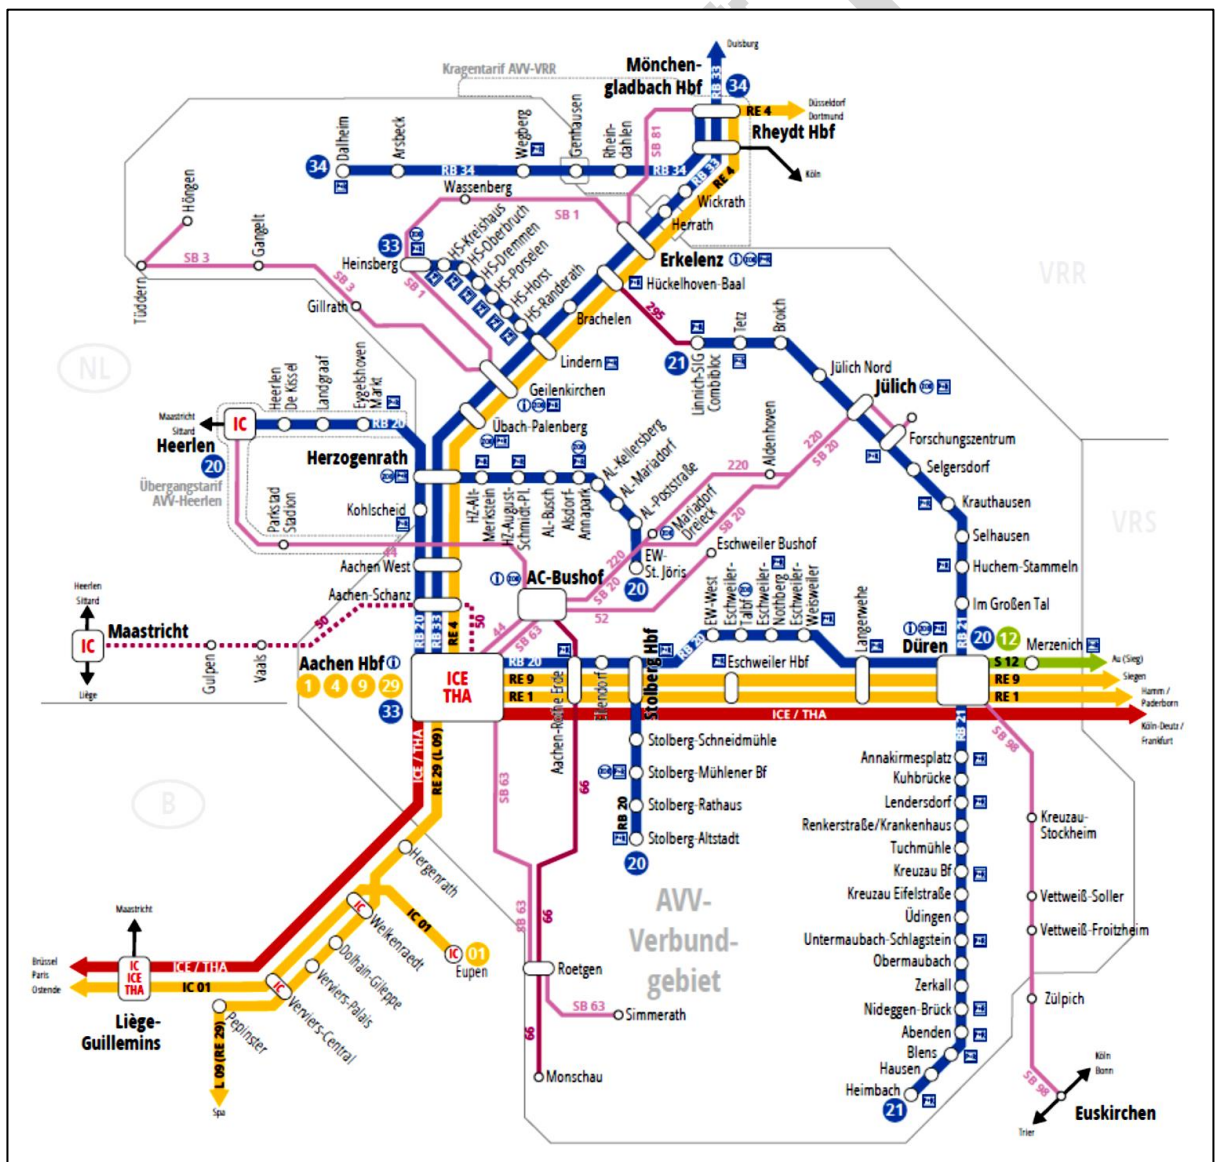 Duisburg
Mönchen-
gladbach Hbf
RB 33
34
Kragentarif AVV-VRR
RE 4
Düsseldorf
Dortmund
Rheydt Hbf
Köln
SB 81
34
Dalheim
Arsbeck
RB 34
Wegberg
Genhausen
Rhein-
dahlen
RB 34
RB 33
RE 4
Wickrath
Herrath
Wassenberg
SB 1
Höngen
Gangelt
SB 3
Tüddern
SB 3
Gillrath
33
Heinsberg
SB 1
HS-Kreishaus
HS-Oberbruch
HS-Dremmen
HS-Porselen
HS-Horst
HS-Randerath
Erkelenz
Hückelhoven-Baal
Brachelen
295
Lindern
21
Linnich-SIG
Combibloc
Tetz
Broich
Jülich Nord
Jülich
Forschungszentrum
Selgersdorf
Krauthausen
Selhausen
Huchem-Stammeln
Im Großen Tal
RB 21
VRR
VRS
NL
B
Geilenkirchen
Übach-Palenberg
Maastricht
Sittard
IC
Heerlen
20
Heerlen
De Kissel
Landgraaf
Eygelshoven
Markt
RB 20
Übergangstarif
AVV-Heerlen
Parkstad
Stadion
44
Herzogenrath
Kohlscheid
HZ-Alt-
Merkstein
HZ-August-
Schmidt-Pl.
AL-Busch
Alsdorf-
Annapark
AL-Kellersberg
AL-Mariadorf
AL-Poststraße
Mariadorf
Dreieck
EW-
St. Jöris
20
Aldenhoven
220
220
SB 20
SB 20
220
SB 20
Eschweiler Bushof
52
Aachen West
Aachen-Schanz
AC-Bushof
44
SB 63
50
RB 20
RB 33
RE 4
Heerlen
Sittard
IC
Maastricht
Liège
50
Gulpen
Vaals
Aachen Hbf
1
4
9
29
33
ICE
THA
RB 20
RE 9
RE 1
Aachen-Rothe Erde
Eilendorf
Stolberg Hbf
RB 20
EW-West
Eschweiler-
Talbf
Eschweiler-
Nothberg
Eschweiler-
Weisweiler
Eschweiler Hbf
Langerwehe
Düren
20
12
Merzenich
S 12
RE 9
RE 1
ICE / THA
Au (Sieg)
Siegen
Hamm /
Paderborn
Köln-Deutz /
Frankfurt
RB 21
SB 98
Stolberg-Schneidmühle
Stolberg-Mühlener Bf
Stolberg-Rathaus
Stolberg-Altstadt
RB 20
20
SB 63
66
ICE / THA
RE 29 (L 09)
Hergenrath
IC
Welkenraedt
IC 01
IC
01
Eupen
Dolhain-Gileppe
Verviers-Palais
IC
Verviers-Central
Pepinster
L 09 (RE 29)
Spa
Maastricht
Brüssel
Paris
Ostende
IC
ICE
THA
ICE / THA
IC 01
Liège-
Guillemins
AVV-
Verbund-
gebiet
SB 63
66
Roetgen
SB 63
Simmerath
66
Monschau
Annakirmesplatz
Kuhbrücke
Lendersdorf
Renkerstraße/Krankenhaus
Tuchmühle
Kreuzau Bf
Kreuzau Eifelstraße
Üdingen
Untermaubach-Schlagstein
Obermaubach
Zerkall
Nideggen-Brück
Abenden
Blens
Hausen
Heimbach
21
Kreuzau-
Stockheim
Vettweiß-Soller
Vettweiß-Froitzheim
Zülpich
SB 98
Köln
Bonn
Euskirchen
Trier